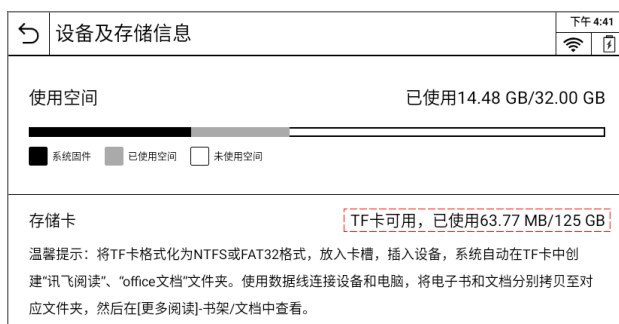 下午 4:41
设备及存储信息
使用空间
已使用14.48 GB/32.00 GB
系统固件
已使用空间
未使用空间
存储卡
TF卡可用，已使用63.77 MB/125 GB
温馨提示：将TF卡格式化为NTFS或FAT32格式，放入卡槽，插入设备，系统自动在TF卡中创
建“讯飞阅读”、“office文档”文件夹。使用数据线连接设备和电脑，将电子书和文档分别拷贝至对
应文件夹，然后在[更多阅读]-书架/文档中查看。